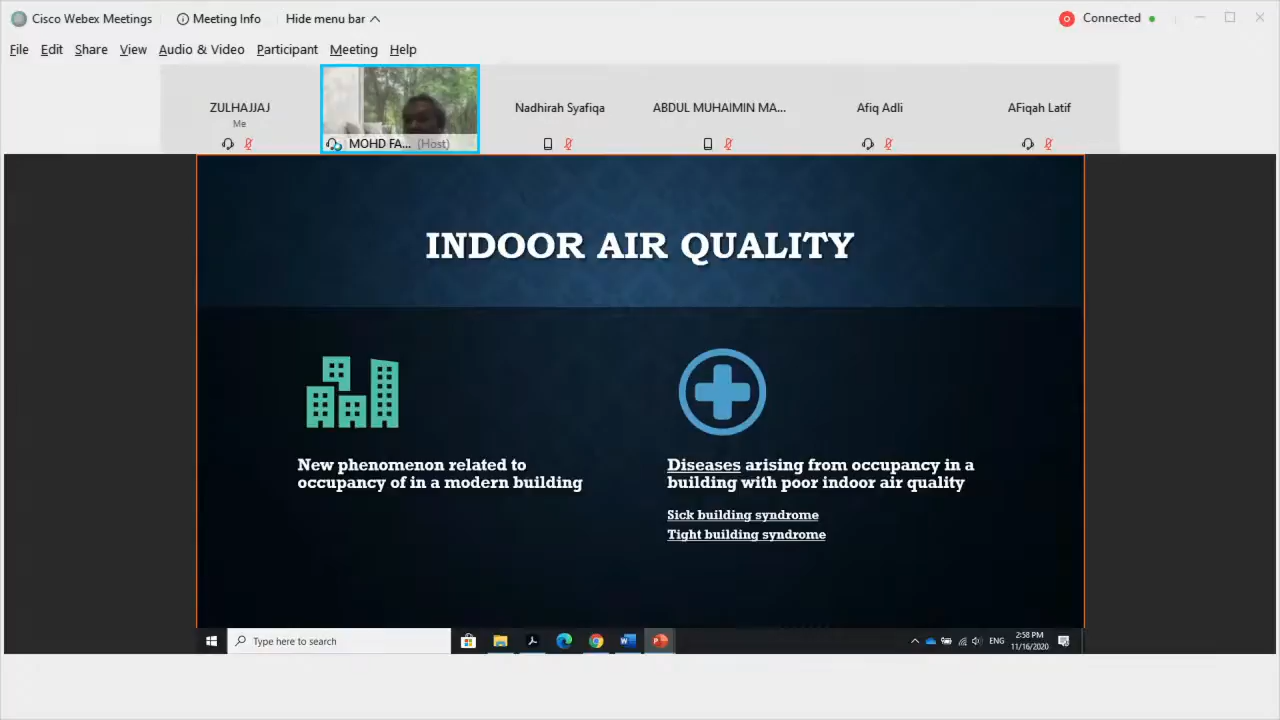 Cisco Webex Meetings
Meeting Info
Hide menu bar
Connected
File Edit Share View Audio & Video Participant Meeting Help
ZULHAJJAJ
Me
MOHD FA... (Host)
Nadhirah Syafiqa
ABDUL MUHAIMIN MA...
Afiq Adli
AFiqah Latif
INDOOR AIR QUALITY
New phenomenon related to
occupancy of in a modern building
Diseases arising from occupancy in a
building with poor indoor air quality
Sick building syndrome
Tight building syndrome
Type here to search
ENG
2:58 PM
11/16/2020